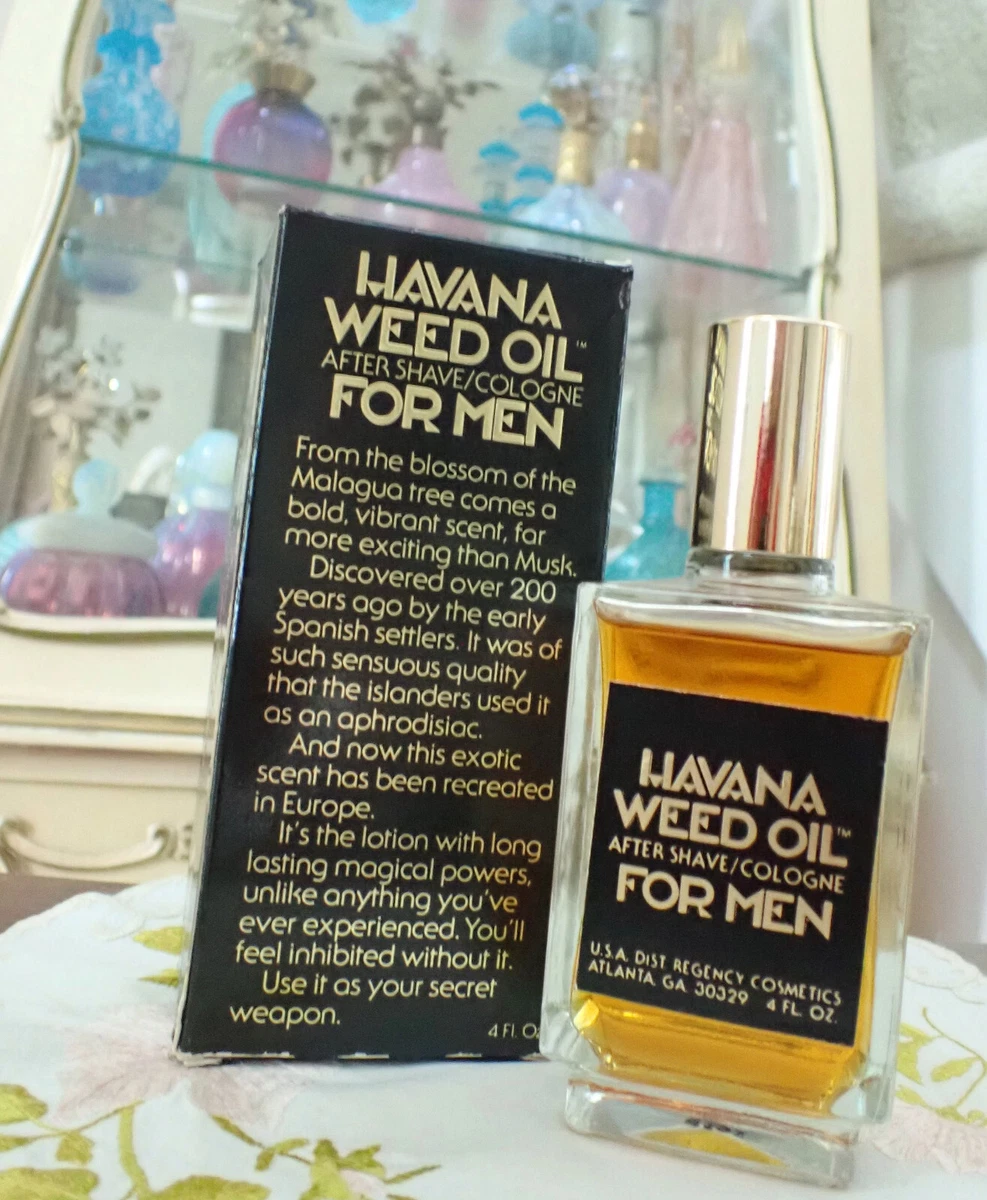 HAVANA
WEED OIL™
AFTER SHAVE/COLOGNE
FOR MEN
From the blossom of the
Malagua tree comes a
bold, vibrant scent, far
more exciting than Musk.
Discovered over 200
years ago by the early
Spanish settlers. It was of
such sensuous quality
that the islanders used it
as an aphrodisiac.
And now this exotic
scent has been recreated
in Europe.
It's the lotion with long
lasting magical powers,
unlike anything you've
ever experienced. You'll
feel inhibited without it.
Use it as your secret
weapon.
4 Fl. Oz
HAVANA
WEED OIL™
AFTER SHAVE/COLOGNE
FOR MEN
U.S.A. DIST REGENCY COSMETICS
ATLANTA, GA. 30329 4 FL. OZ.